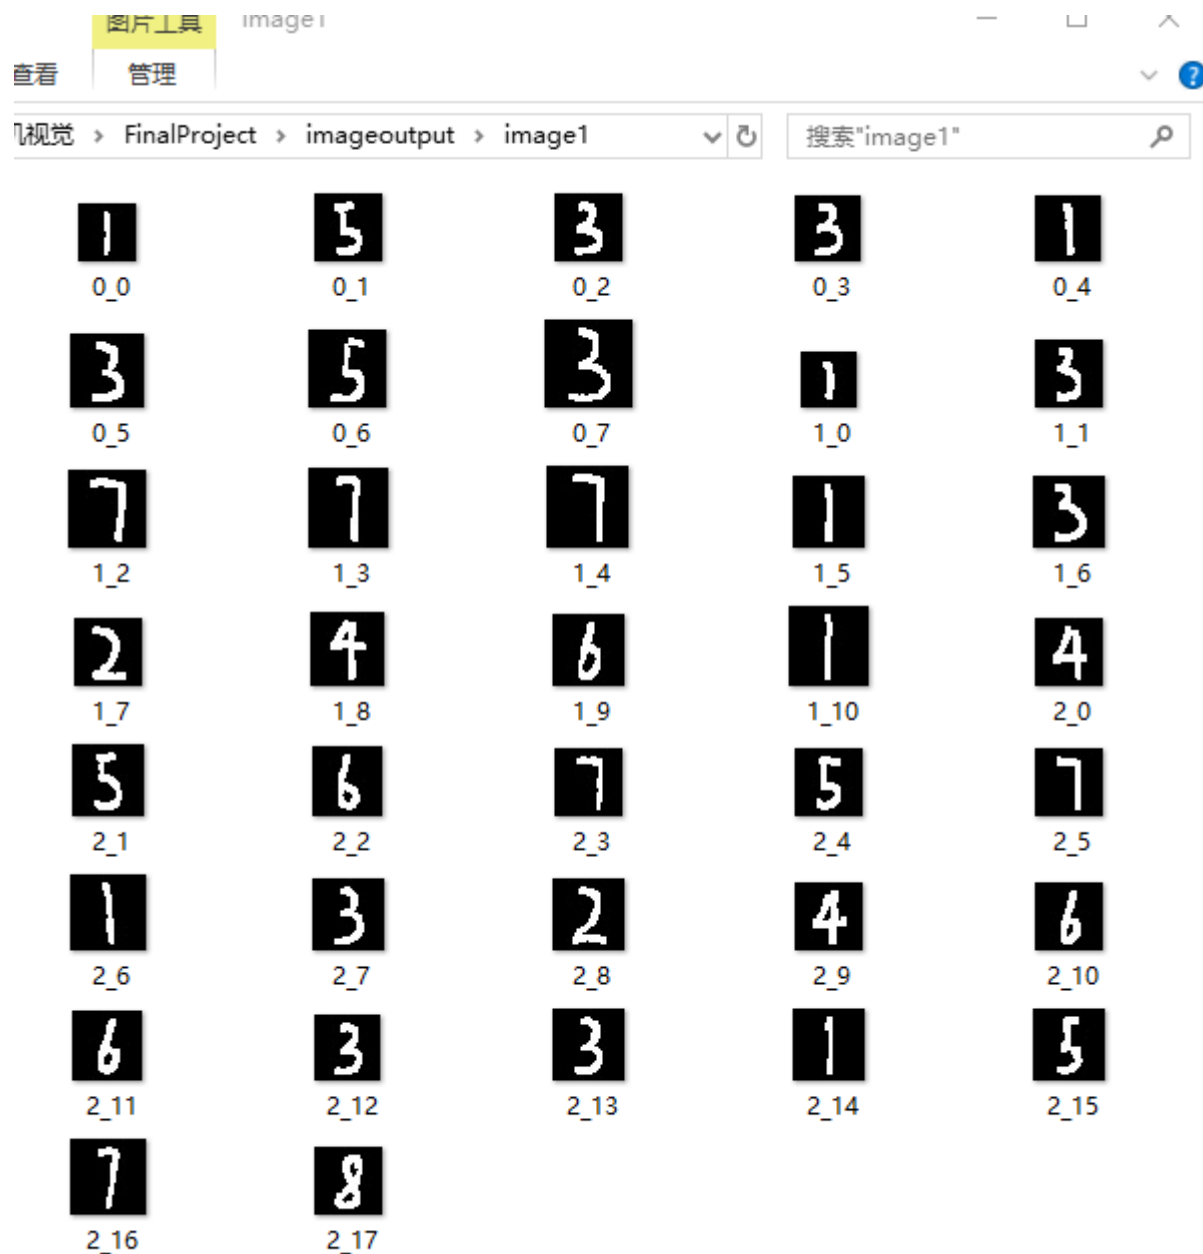 图片工具 image1
查看 管理
机视觉 › FinalProject › imageoutput › image1 搜索"image1"
1 5 3 3 1
0_0 0_1 0_2 0_3 0_4
3 5 3 1 3
0_5 0_6 0_7 1_0 1_1
7 7 7 1 3
1_2 1_3 1_4 1_5 1_6
2 4 6 1 4
1_7 1_8 1_9 1_10 2_0
5 6 7 5 7
2_1 2_2 2_3 2_4 2_5
1 3 2 4 6
2_6 2_7 2_8 2_9 2_10
6 3 3 1 5
2_11 2_12 2_13 2_14 2_15
7 8
2_16 2_17